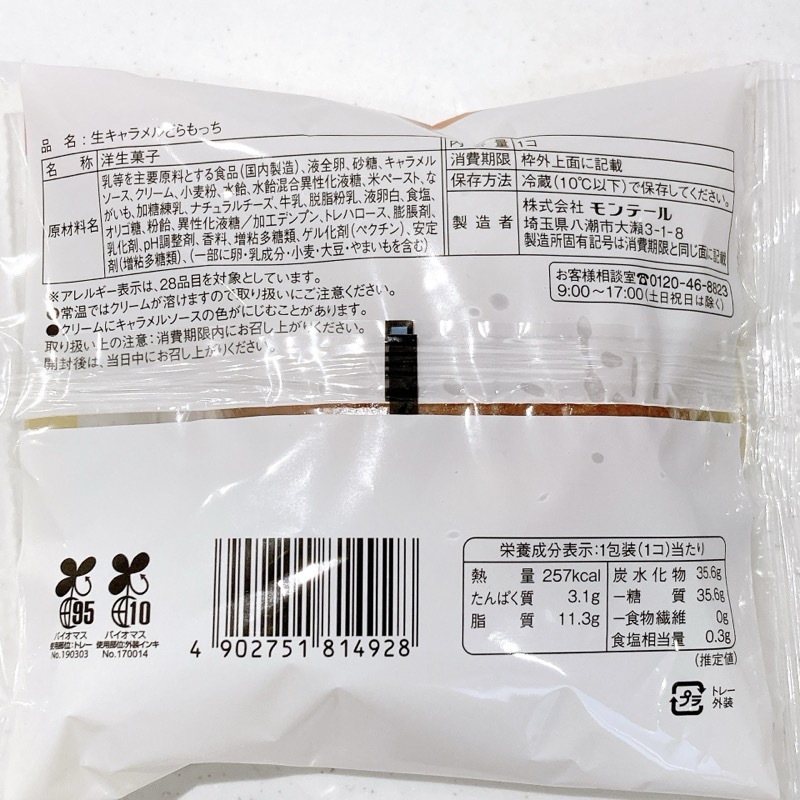 品 名：生キャラメルどらもっち
名 称 洋生菓子
原材料名
乳等を主要原料とする食品(国内製造)、液全卵、砂糖、キャラメル
ソース、クリーム、小麦粉、水飴、水飴混合異性化液糖、米ペースト、な
がいも、加糖練乳、ナチュラルチーズ、牛乳、脱脂粉乳、液卵白、食塩、
オリゴ糖、粉飴、異性化液糖／加工デンプン、トレハロース、膨脹剤、
乳化剤、pH調整剤、香料、増粘多糖類、ゲル化剤(ペクチン)、安定
剤(増粘多糖類)、(一部に卵・乳成分・小麦・大豆・やまいもを含む)
内容量 1コ
消費期限 枠外上面に記載
保存方法 冷蔵(10℃以下)で保存してください。
製造者
株式会社 モンテール
埼玉県八潮市大瀬3-1-8
製造所固有記号は消費期限と同じ面に記載
お客様相談室☎0120-46-8823
9:00～17:00(土日祝日は除く)
※アレルギー表示は、28品目を対象としています。
●常温ではクリームが溶けますので取り扱いにご注意ください。
●クリームにキャラメルソースの色がにじむことがあります。
取り扱い上の注意：消費期限内にお召し上がりください。
開封後は、当日中にお召し上がりください。
95
バイオマス
使用部位：トレー
No.190303
10
バイオマス
使用部位：外装インキ
No.170014
4 902751 814928
栄養成分表示：1包装(1コ)当たり
熱量 257kcal
たんぱく質 3.1g
脂質 11.3g
炭水化物 35.6g
－糖質 35.6g
－食物繊維 0g
食塩相当量 0.3g
(推定値)
プラ
トレー
外装